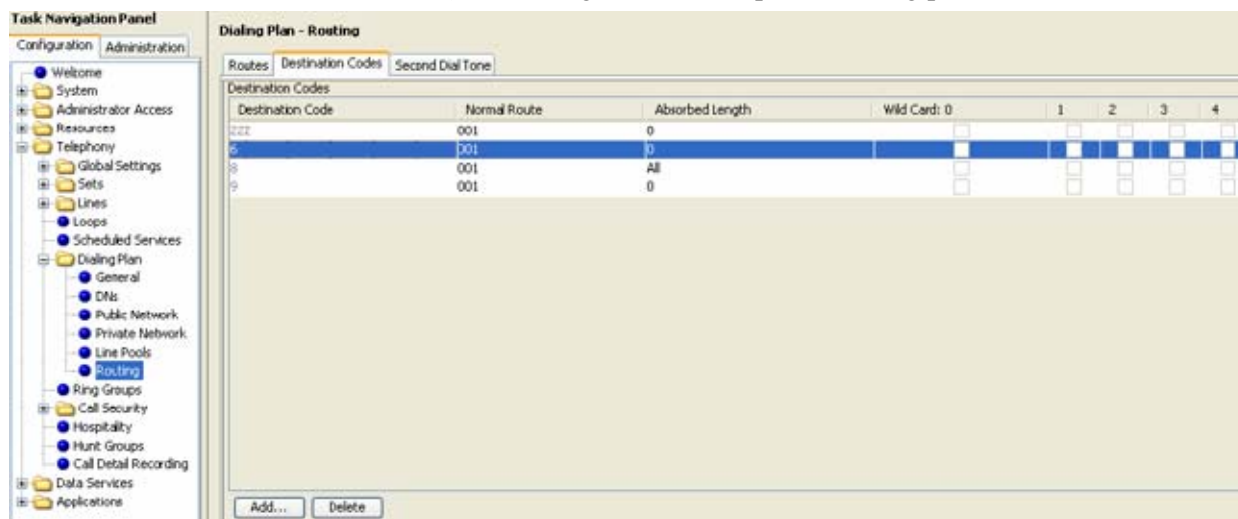 Task Navigation Panel
Configuration Administration
Welcome
System
Administrator Access
Resources
Telephony
Global Settings
Sets
Lines
Loops
Scheduled Services
Dialing Plan
General
DNs
Public Network
Private Network
Line Pools
Routing
Ring Groups
Call Security
Hospitality
Hunt Groups
Call Detail Recording
Data Services
Applications
Dialing Plan - Routing
Routes Destination Codes Second Dial Tone
Destination Codes
Destination Code Normal Route Absorbed Length Wild Card: 0 1 2 3 4
ZZZ 001 0
6 001 0
8 001 All
9 001 0
Add... Delete